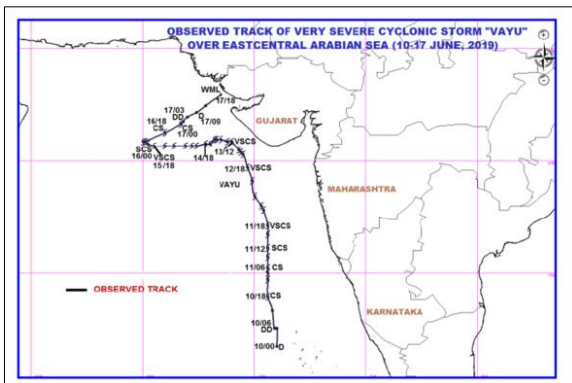 OBSERVED TRACK OF VERY SEVERE CYCLONIC STORM "VAYU"
OVER EASTCENTRAL ARABIAN SEA (10-17 JUNE, 2019)
WML
17/18
17/03
DD
D
17/09
16/18
CS
CS
17/00
GUJARAT
SCS
16/00
VSCS
15/18
14/18
13/12
VSCS
12/18
VSCS
VAYU
MAHARASHTRA
11/18 VSCS
11/12 SCS
11/06 CS
10/18 CS
OBSERVED TRACK
KARNATAKA
10/06
DD
10/00 D